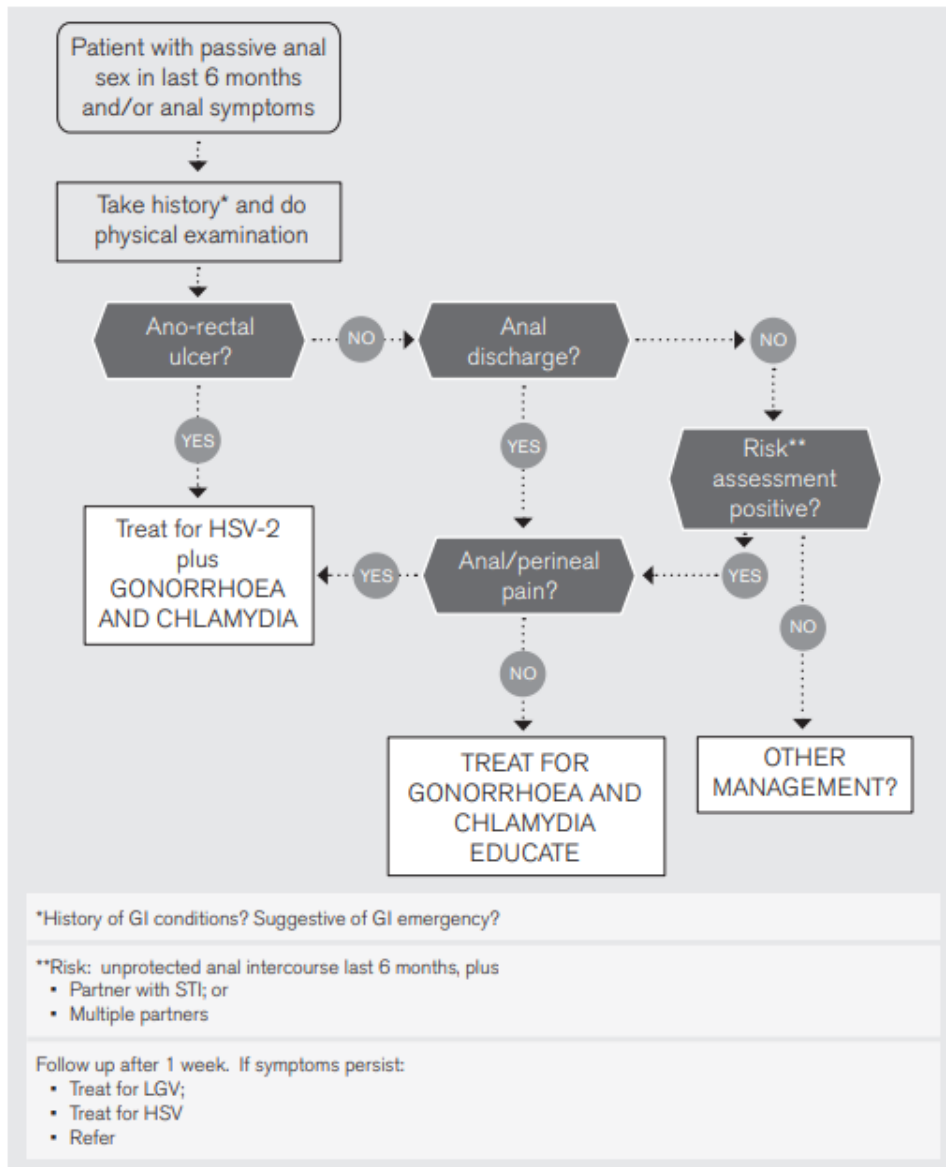 Patient with passive anal
sex in last 6 months
and/or anal symptoms
Take history* and do
physical examination
Ano-rectal
ulcer?
NO
Anal
discharge?
NO
YES
YES
Risk**
assessment
positive?
Treat for HSV-2
plus
GONORRHOEA
AND CHLAMYDIA
YES
Anal/perineal
pain?
YES
NO
NO
TREAT FOR
GONORRHOEA AND
CHLAMYDIA
EDUCATE
OTHER
MANAGEMENT?
*History of GI conditions? Suggestive of GI emergency?
**Risk: unprotected anal intercourse last 6 months, plus
▪ Partner with STI; or
▪ Multiple partners
Follow up after 1 week. If symptoms persist:
▪ Treat for LGV;
▪ Treat for HSV
▪ Refer